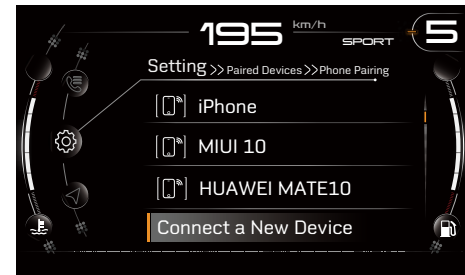 195 km/h
SPORT 5
Setting >> Paired Devices >> Phone Pairing
iPhone
MIUI 10
HUAWEI MATE10
Connect a New Device